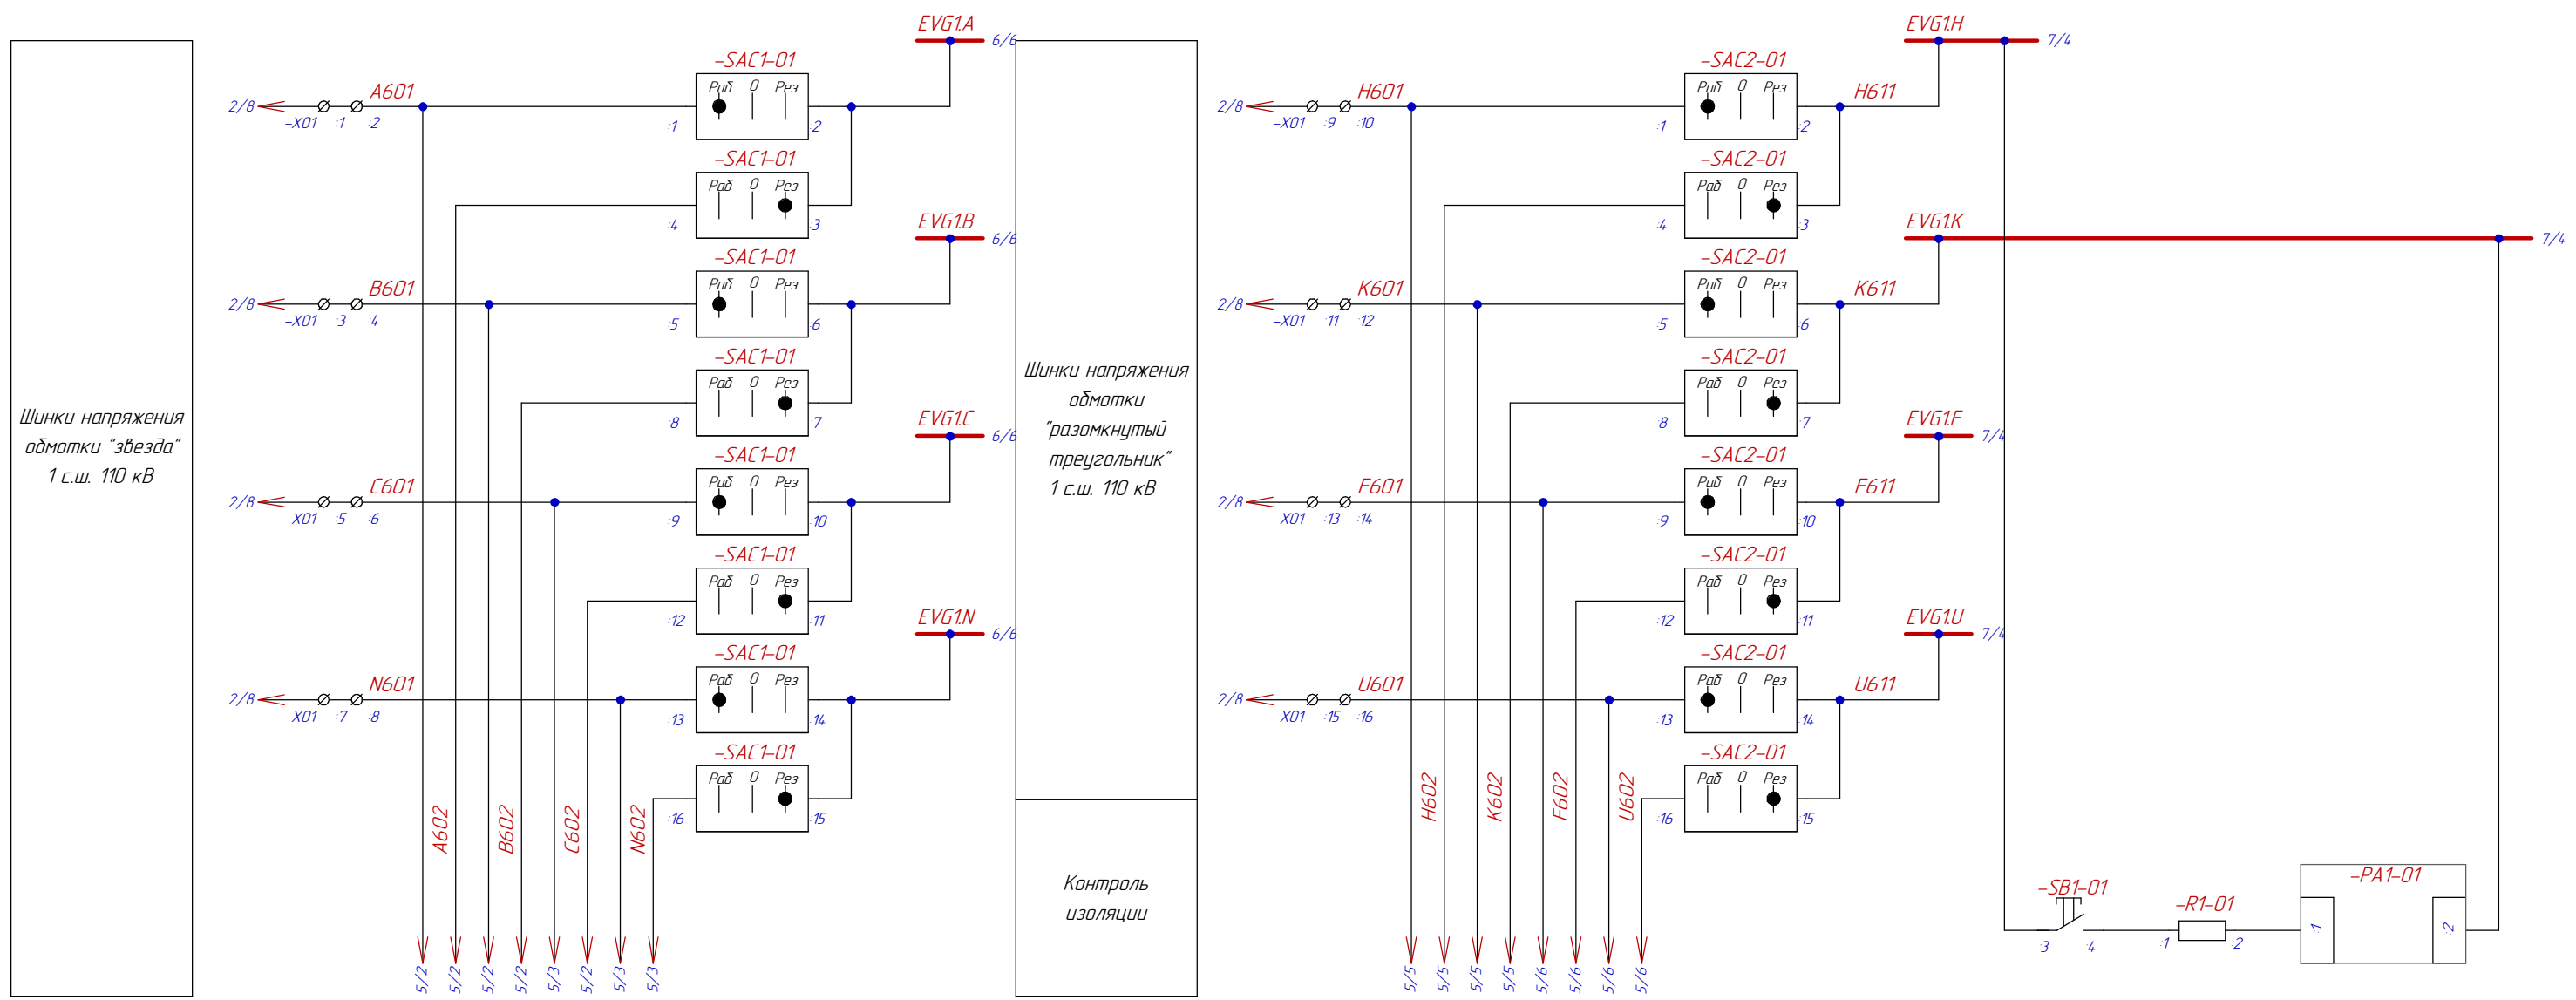 Шинки напряжения
обмотки "звезда"
1 с.ш. 110 кВ
EVG1.A
6/6
-SAC1-01
Раб 0 Рез
2/8
-X01 :1 :2
A601
:1 :2
-SAC1-01
Раб 0 Рез
:4 :3
EVG1.B
6/6
-SAC1-01
Раб 0 Рез
2/8
-X01 :3 :4
B601
:5 :6
-SAC1-01
Раб 0 Рез
:8 :7
EVG1.C
6/6
-SAC1-01
Раб 0 Рез
2/8
-X01 :5 :6
C601
:9 :10
-SAC1-01
Раб 0 Рез
:12 :11
EVG1.N
6/6
-SAC1-01
Раб 0 Рез
2/8
-X01 :7 :8
N601
:13 :14
-SAC1-01
Раб 0 Рез
:16 :15
A602
B602
C602
N602
5/2
5/2
5/2
5/2
5/3
5/2
5/3
5/3
Шинки напряжения
обмотки
"разомкнутый
треугольник"
1 с.ш. 110 кВ
Контроль
изоляции
EVG1.H
7/4
-SAC2-01
Раб 0 Рез
2/8
-X01 :9 :10
H601
:1 :2
H611
-SAC2-01
Раб 0 Рез
:4 :3
EVG1.K
7/4
-SAC2-01
Раб 0 Рез
2/8
-X01 :11 :12
K601
:5 :6
K611
-SAC2-01
Раб 0 Рез
:8 :7
EVG1.F
7/4
-SAC2-01
Раб 0 Рез
2/8
-X01 :13 :14
F601
:9 :10
F611
-SAC2-01
Раб 0 Рез
:12 :11
EVG1.U
7/4
-SAC2-01
Раб 0 Рез
2/8
-X01 :15 :16
U601
:13 :14
U611
-SAC2-01
Раб 0 Рез
:16 :15
H602
K602
F602
U602
5/5
5/5
5/5
5/5
5/6
5/6
5/6
5/6
-SB1-01
:3 :4
-R1-01
:1 :2
-PA1-01
:1 :2